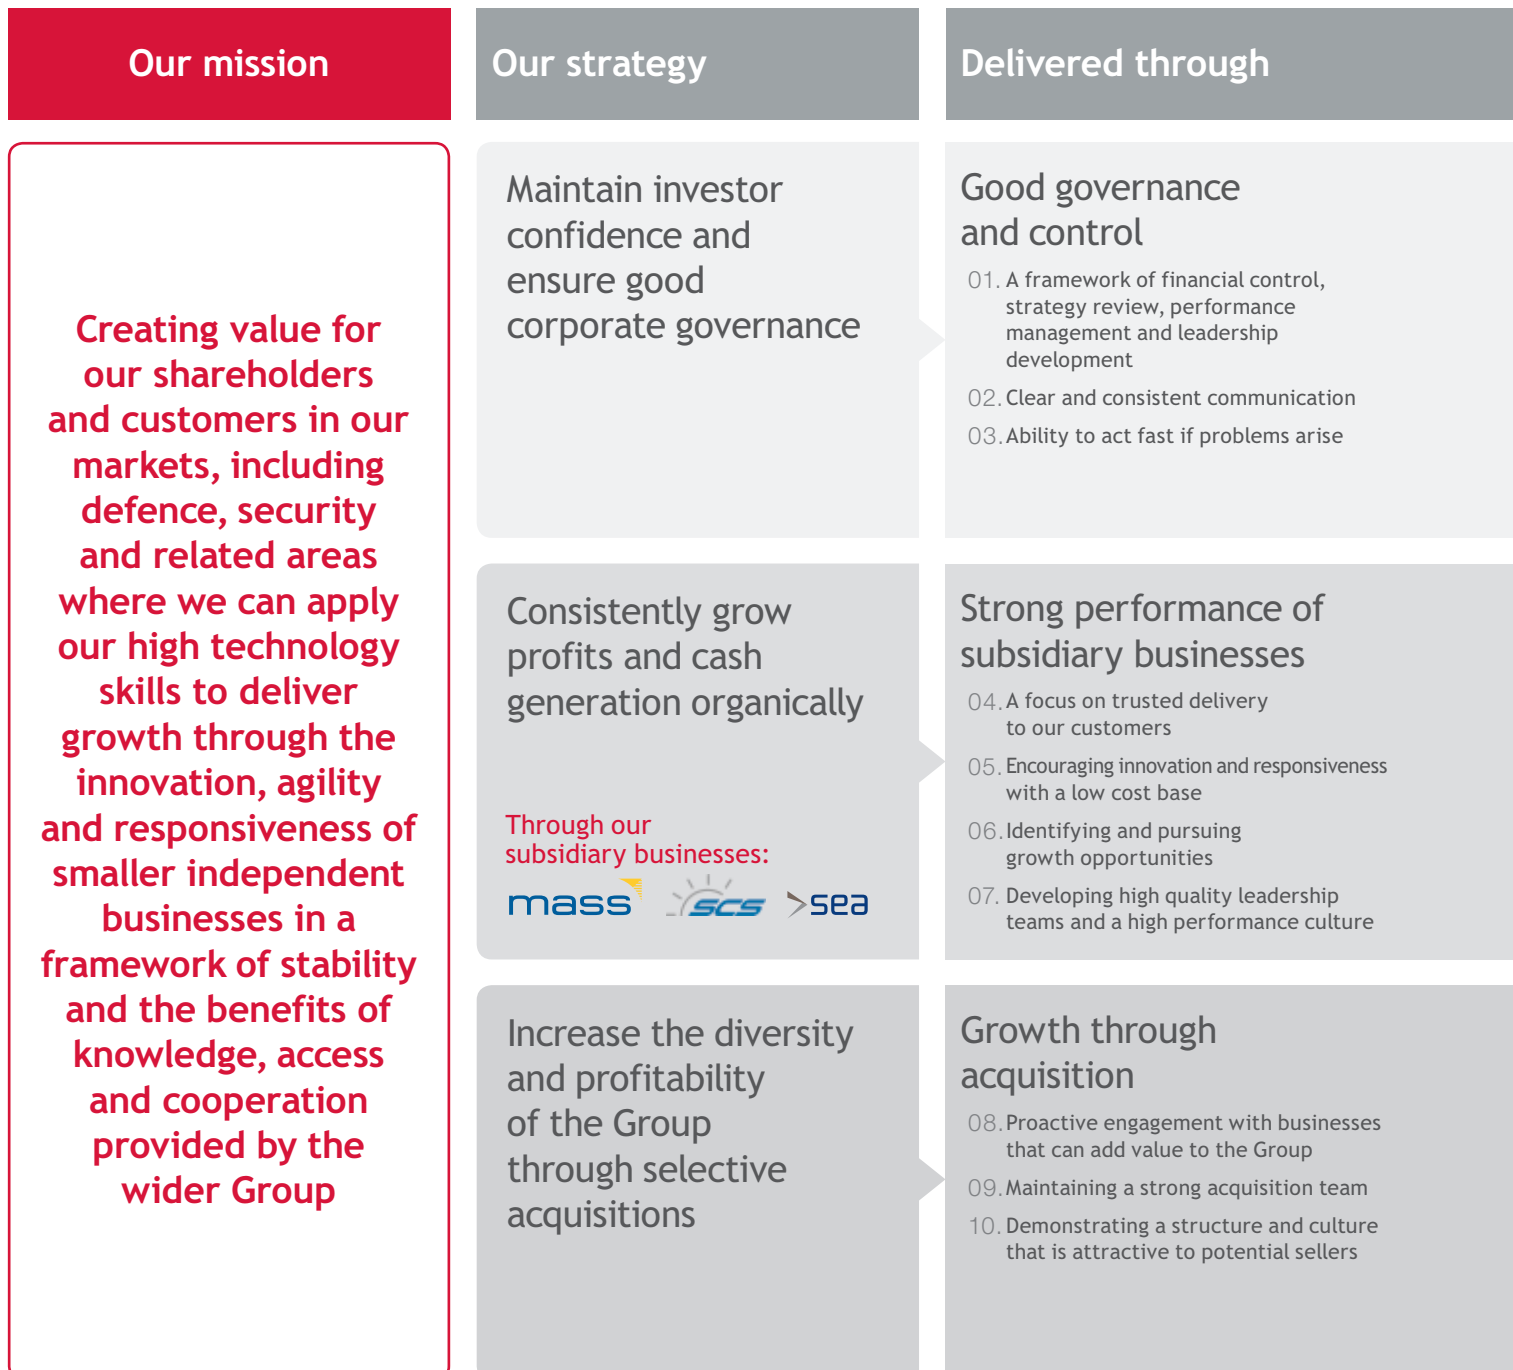 Our mission
Creating value for
our shareholders
and customers in our
markets, including
defence, security
and related areas
where we can apply
our high technology
skills to deliver
growth through the
innovation, agility
and responsiveness of
smaller independent
businesses in a
framework of stability
and the benefits of
knowledge, access
and cooperation
provided by the
wider Group
Our strategy
Delivered through
Maintain investor
confidence and
ensure good
corporate governance
Good governance
and control
01. A framework of financial control,
strategy review, performance
management and leadership
development
02. Clear and consistent communication
03. Ability to act fast if problems arise
Consistently grow
profits and cash
generation organically
Through our
subsidiary businesses:
mass scs sea
Strong performance of
subsidiary businesses
04. A focus on trusted delivery
to our customers
05. Encouraging innovation and responsiveness
with a low cost base
06. Identifying and pursuing
growth opportunities
07. Developing high quality leadership
teams and a high performance culture
Increase the diversity
and profitability
of the Group
through selective
acquisitions
Growth through
acquisition
08. Proactive engagement with businesses
that can add value to the Group
09. Maintaining a strong acquisition team
10. Demonstrating a structure and culture
that is attractive to potential sellers